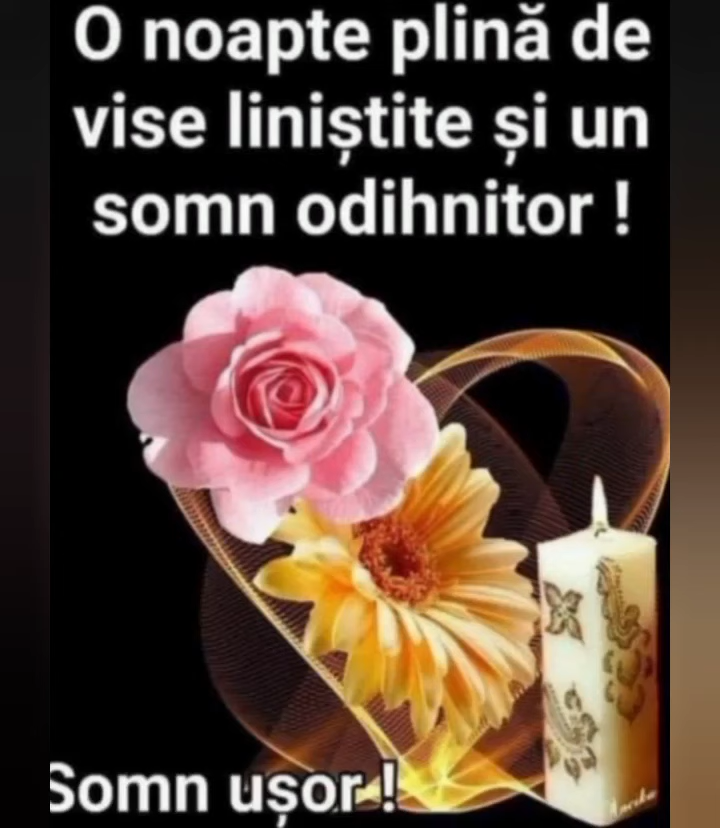 O noapte plină de
vise liniștite și un
somn odihnitor !
Somn ușor !